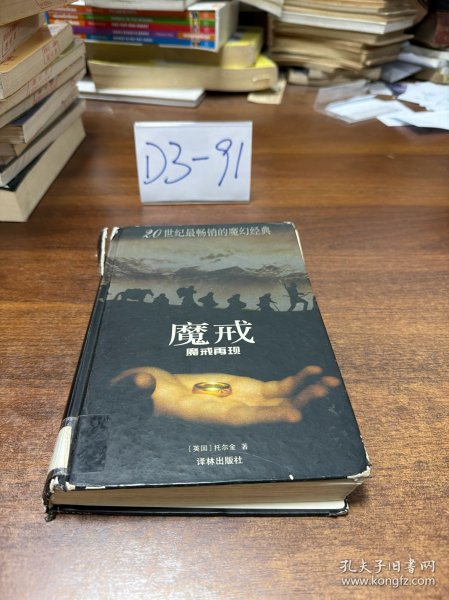 D3-91
20世纪最畅销的魔幻经典
魔戒
魔戒再现
[英国]托尔金 著
译林出版社
孔夫子旧书网
www.kongfz.com